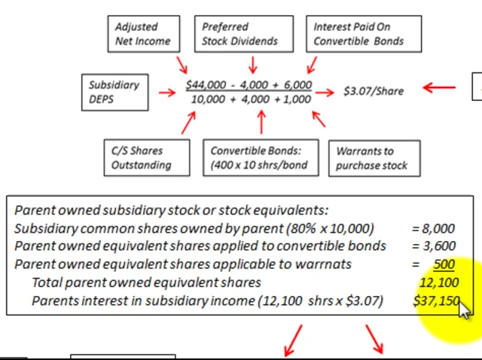 Adjusted
Net Income
Preferred
Stock Dividends
Interest Paid On
Convertible Bonds
Subsidiary
DEPS
$44,000 - 4,000 + 6,000
10,000 + 4,000 +1,000
$3.07/Share
C/S Shares
Outstanding
Convertible Bonds:
(400 x 10 shrs/bond
Warrants to
purchase stock
Parent owned subsidiary stock or stock equivalents:
Subsidiary common shares owned by parent (80% x 10,000) = 8,000
Parent owned equivalent shares applied to convertible bonds = 3,600
Parent owned equivalent shares applicable to warrnats = 500
Total parent owned equivalent shares 12,100
Parents interest in subsidiary income (12,100 shrs x $3.07) $37,150